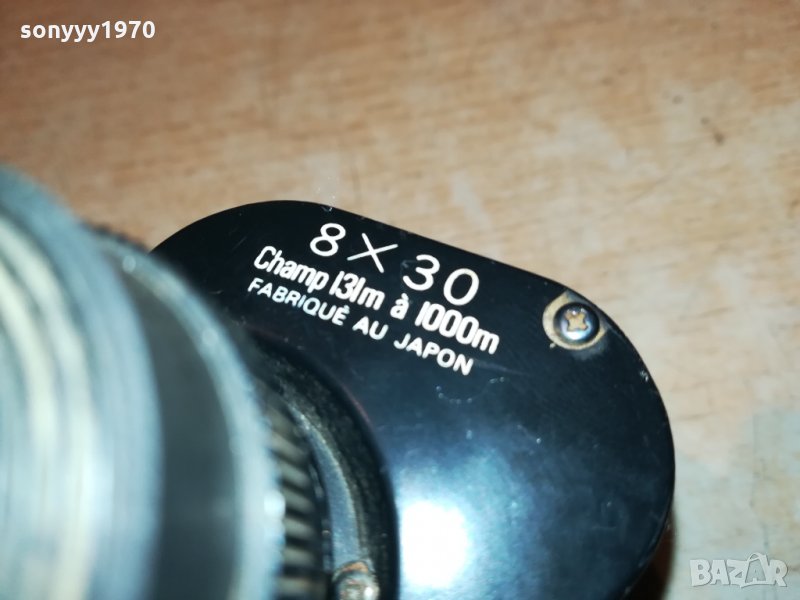 sonyyy1970
8 X 30
Champ 131m à 1000m
FABRIQUÉ AU JAPON
BAZAR